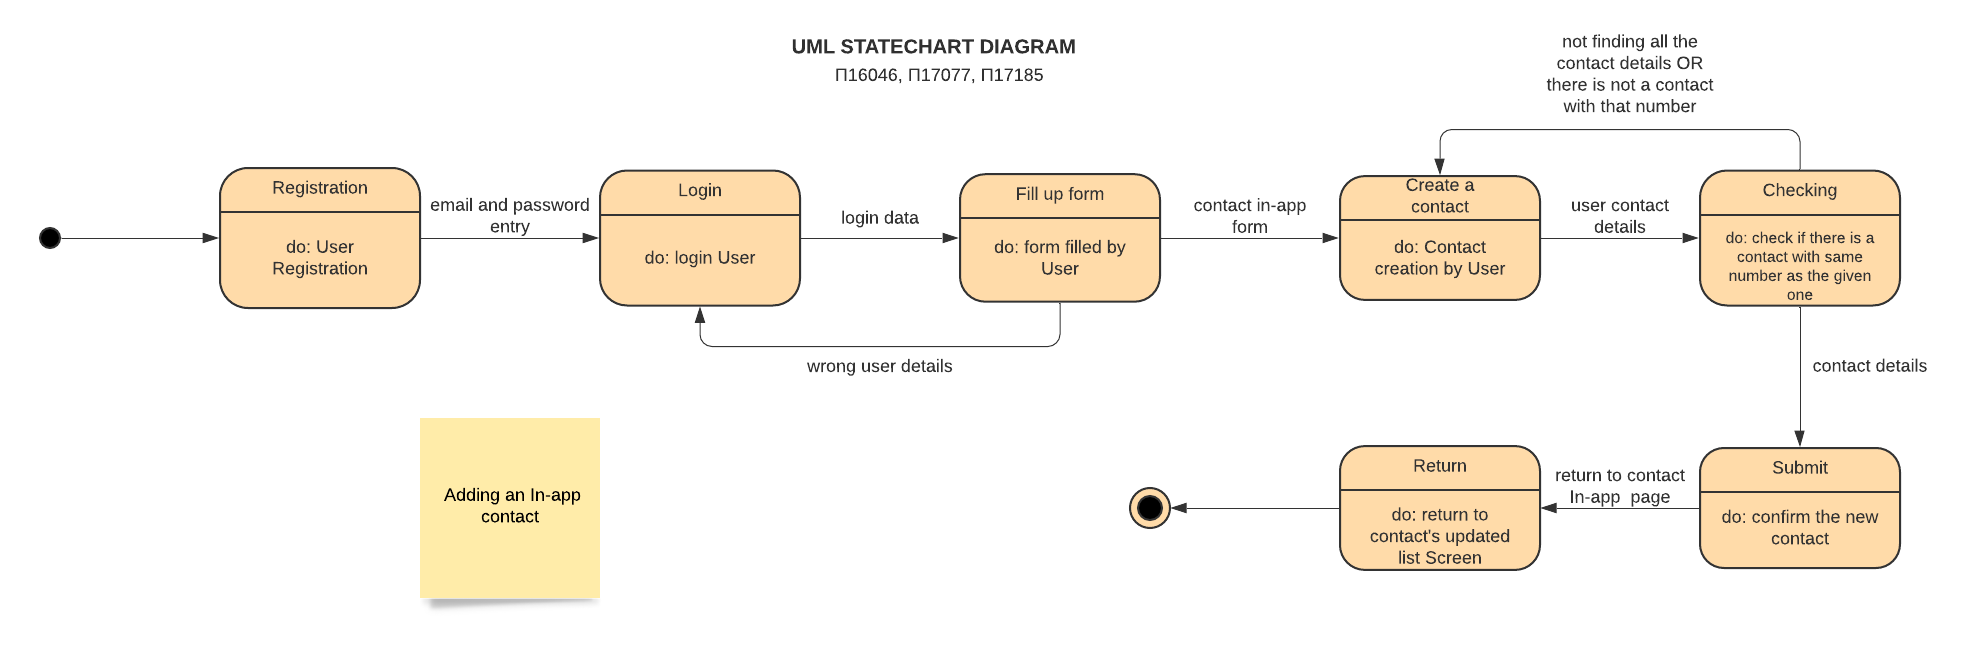 UML STATECHART DIAGRAM
Π16046, Π17077, Π17185
not finding all the
contact details OR
there is not a contact
with that number
Registration
do: User
Registration
email and password
entry
Login
do: login User
login data
Fill up form
do: form filled by
User
contact in-app
form
Create a
contact
do: Contact
creation by User
user contact
details
Checking
do: check if there is a
contact with same
number as the given
one
wrong user details
contact details
Adding an In-app
contact
Return
do: return to
contact's updated
list Screen
return to contact
In-app  page
Submit
do: confirm the new
contact